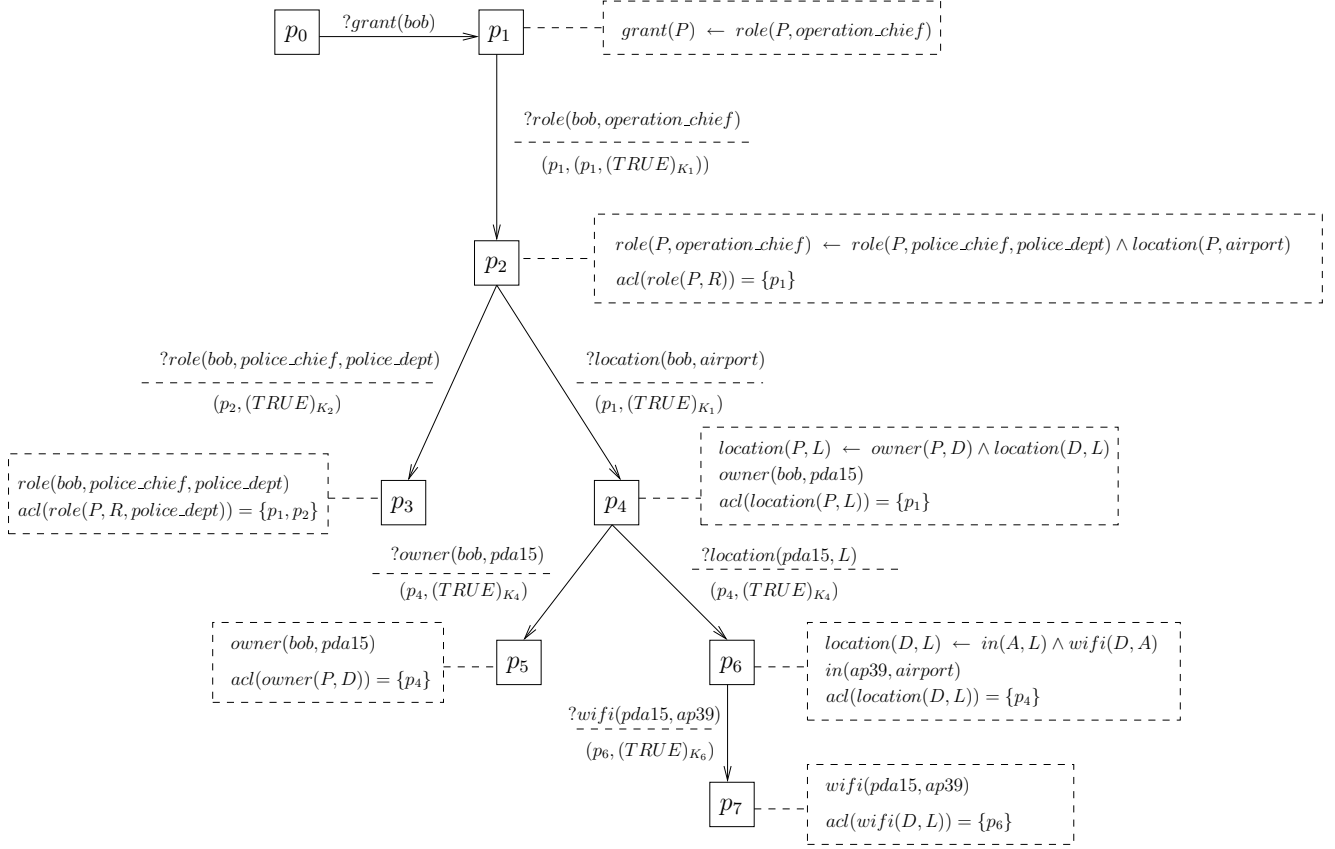 p0
?grant(bob)
p1
grant(P) ← role(P, operation_chief)
?role(bob, operation_chief)
(p1, (p1, (TRUE)K1))
p2
role(P, operation_chief) ← role(P, police_chief, police_dept) ∧ location(P, airport)
acl(role(P, R)) = {p1}
?role(bob, police_chief, police_dept)
(p2, (TRUE)K2)
?location(bob, airport)
(p1, (TRUE)K1)
role(bob, police_chief, police_dept)
acl(role(P, R, police_dept)) = {p1, p2}
p3
p4
location(P, L) ← owner(P, D) ∧ location(D, L)
owner(bob, pda15)
acl(location(P, L)) = {p1}
?owner(bob, pda15)
(p4, (TRUE)K4)
?location(pda15, L)
(p4, (TRUE)K4)
owner(bob, pda15)
acl(owner(P, D)) = {p4}
p5
p6
location(D, L) ← in(A, L) ∧ wifi(D, A)
in(ap39, airport)
acl(location(D, L)) = {p4}
?wifi(pda15, ap39)
(p6, (TRUE)K6)
p7
wifi(pda15, ap39)
acl(wifi(D, L)) = {p6}